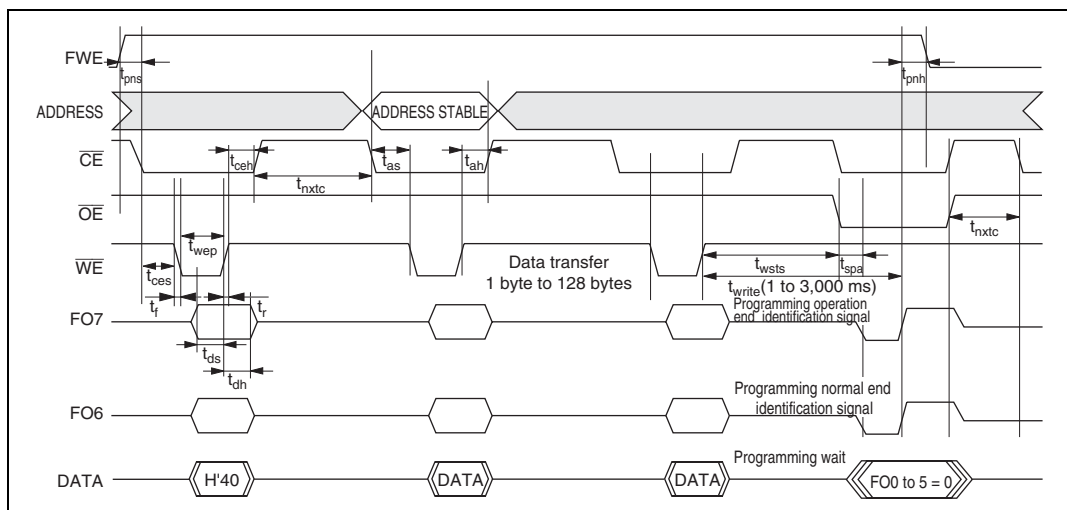 FWE
tpns
tpnh
ADDRESS
ADDRESS STABLE
CE
tceh
tnxtc
tas
tah
OE
twep
tnxtc
WE
tces
Data transfer
1 byte to 128 bytes
twsts
tspa
twrite(1 to 3,000 ms)
tf
tr
Programming operation
end identification signal
FO7
tds
tdh
Programming normal end
identification signal
FO6
Programming wait
DATA
H'40
DATA
DATA
FO0 to 5 = 0